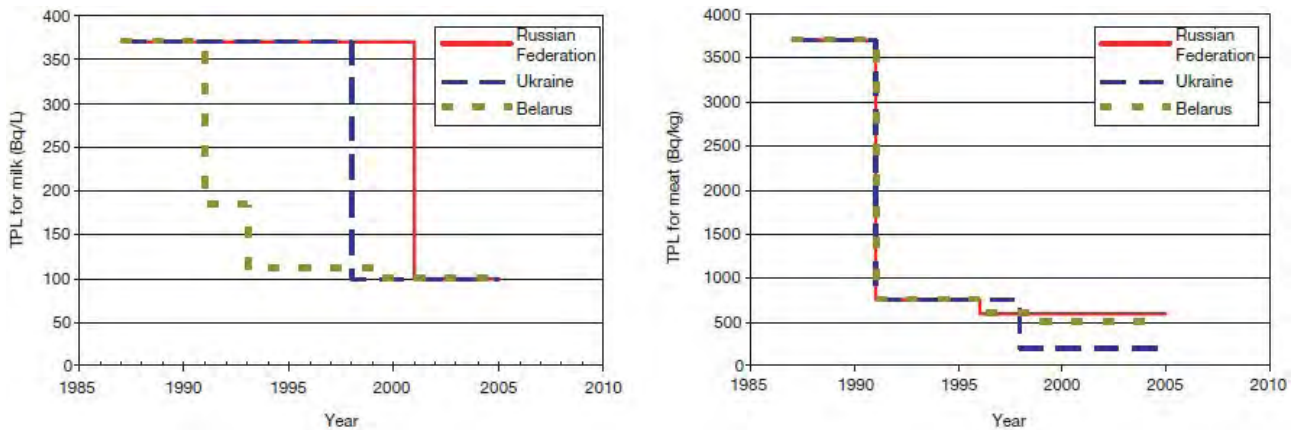 400
350
300
250
200
150
100
50
0
TPL for milk (Bq/L)
1985
1990
1995
2000
2005
2010
Year
Russian
Federation
Ukraine
Belarus
4000
3500
3000
2500
2000
1500
1000
500
0
TPL for meat (Bq/kg)
1985
1990
1995
2000
2005
2010
Year
Russian
Federation
Ukraine
Belarus